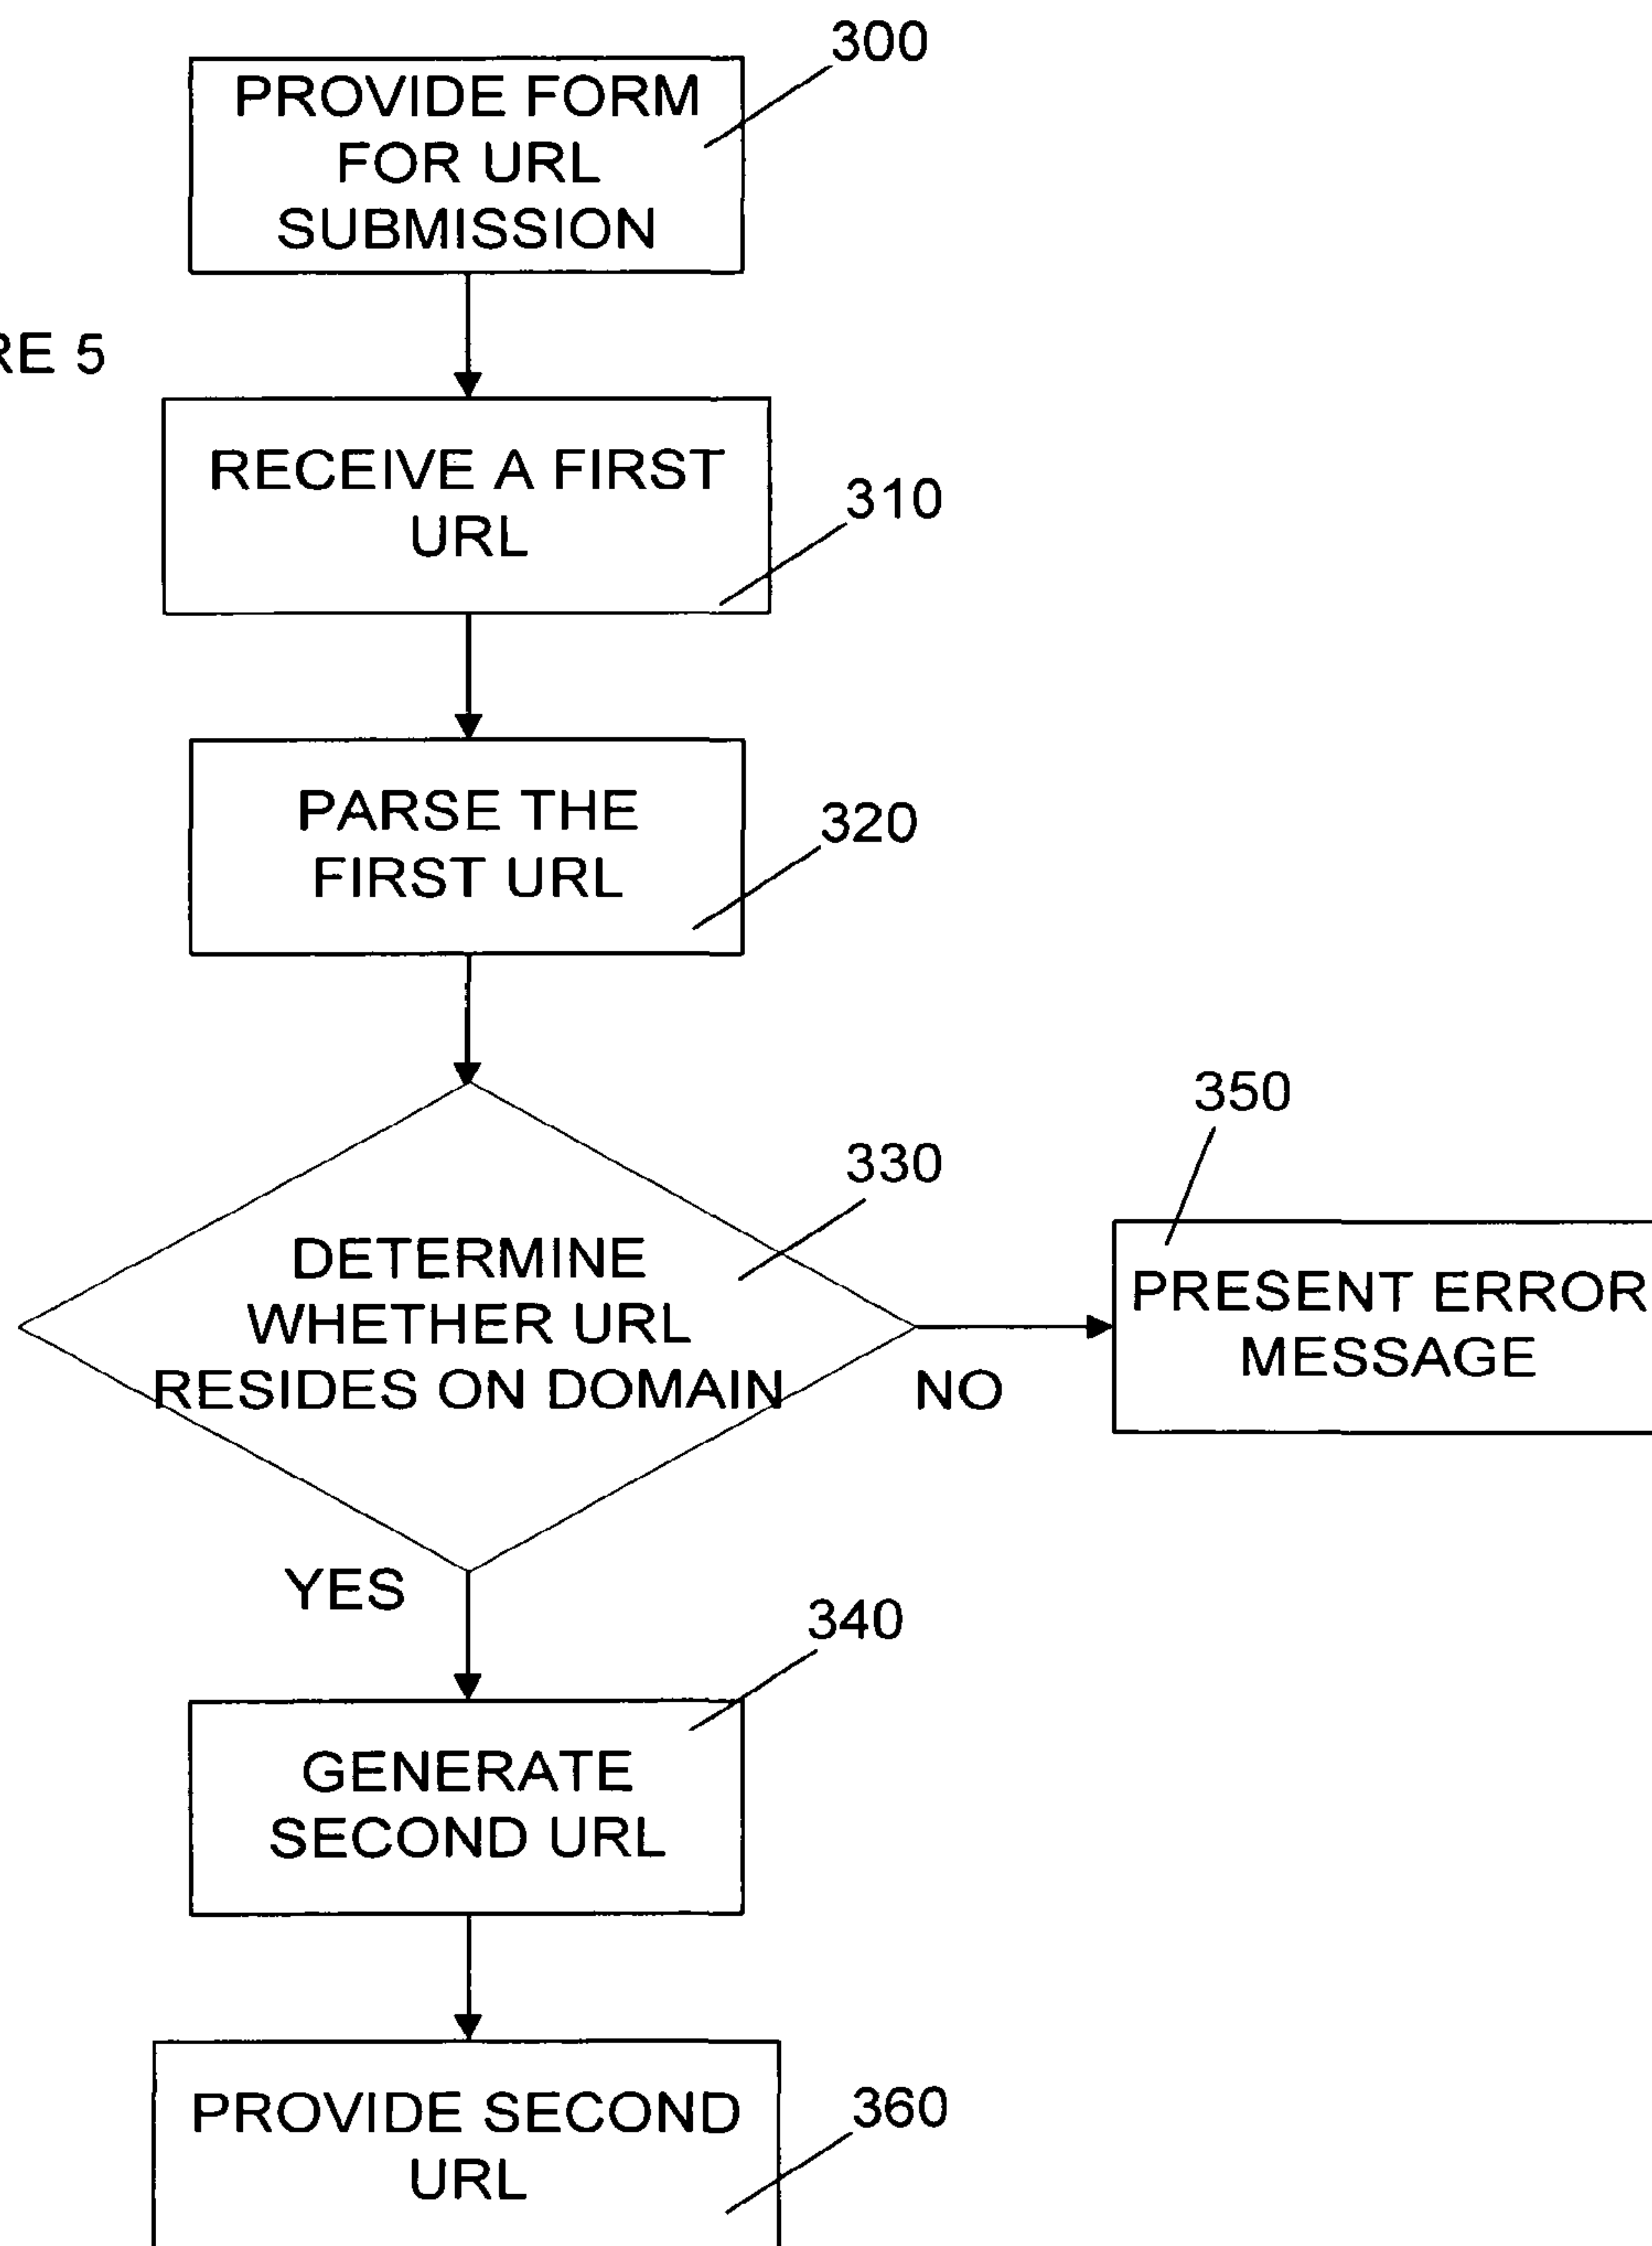 300
PROVIDE FORM
FOR URL
SUBMISSION
RE 5
RECEIVE A FIRST
URL
310
PARSE THE
FIRST URL
320
330
350
DETERMINE
WHETHER URL
RESIDES ON DOMAIN
NO
PRESENT ERROR
MESSAGE
YES
340
GENERATE
SECOND URL
PROVIDE SECOND
URL
360